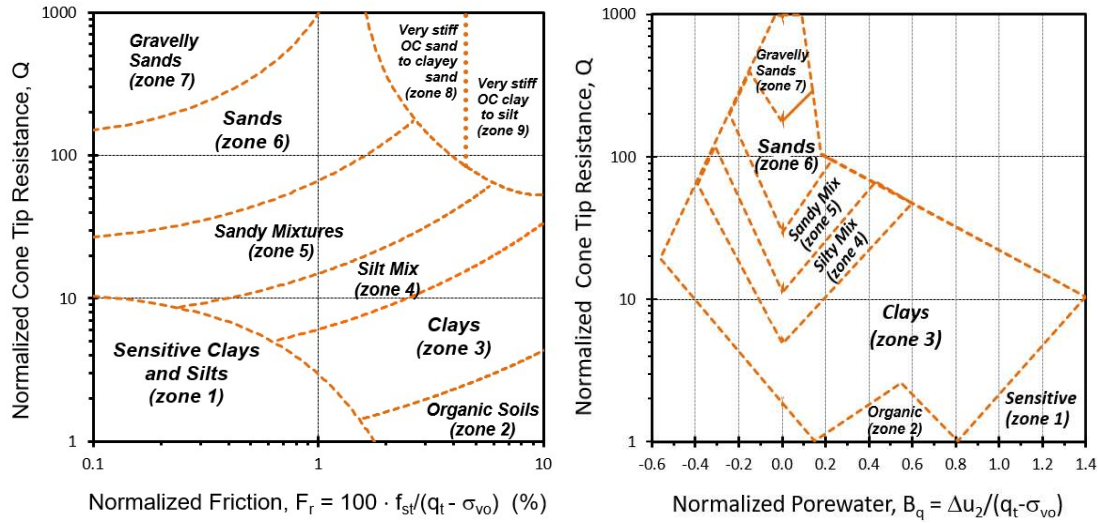 1000
100
10
1
Normalized Cone Tip Resistance, Q
Gravelly
Sands
(zone 7)
Sands
(zone 6)
Very stiff
OC sand
to clayey
sand
(zone 8)
Very stiff
OC clay
to silt
(zone 9)
Sandy Mixtures
(zone 5)
Silt Mix
(zone 4)
Clays
(zone 3)
Sensitive Clays
and Silts
(zone 1)
Organic Soils
(zone 2)
0.1 1 10
Normalized Friction, Fr = 100 · fst/(qt - σvo) (%)
1000
100
10
1
Normalized Cone Tip Resistance, Q
Gravelly
Sands
(zone 7)
Sands
(zone 6)
Sandy Mix
(zone 5)
Silty Mix
(zone 4)
Clays
(zone 3)
Organic
(zone 2)
Sensitive
(zone 1)
-0.6 -0.4 -0.2 0.0 0.2 0.4 0.6 0.8 1.0 1.2 1.4
Normalized Porewater, Bq = Δu2/(qt-σvo)